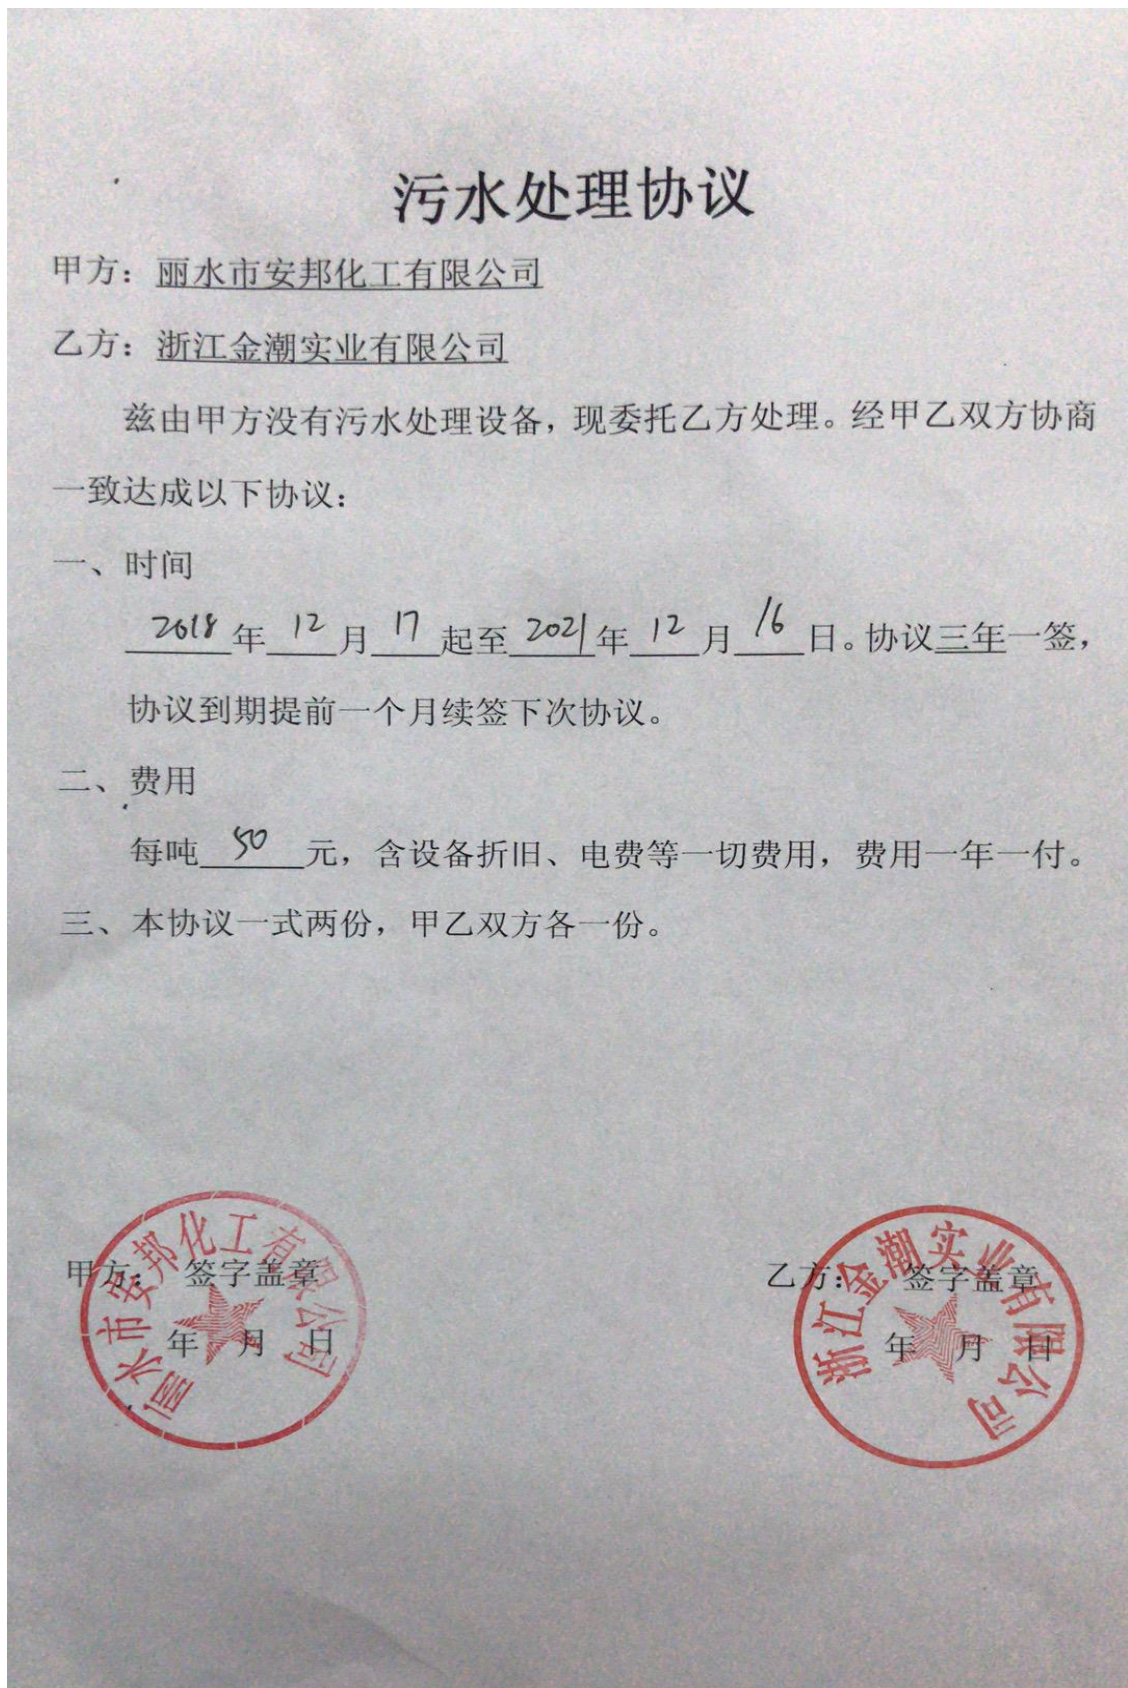 污水处理协议
甲方：丽水市安邦化工有限公司
乙方：浙江金潮实业有限公司
兹由甲方没有污水处理设备，现委托乙方处理。经甲乙双方协商
一致达成以下协议：
一、时间
2018年12月17起至2021年12月16日。协议三年一签，
协议到期提前一个月续签下次协议。
二、费用
每吨50元，含设备折旧、电费等一切费用，费用一年一付。
三、本协议一式两份，甲乙双方各一份。
丽水市安邦化工有限公司
浙江金潮实业有限公司
甲方： 签字盖章 乙方： 签字盖章
年 月 日 年 月 日